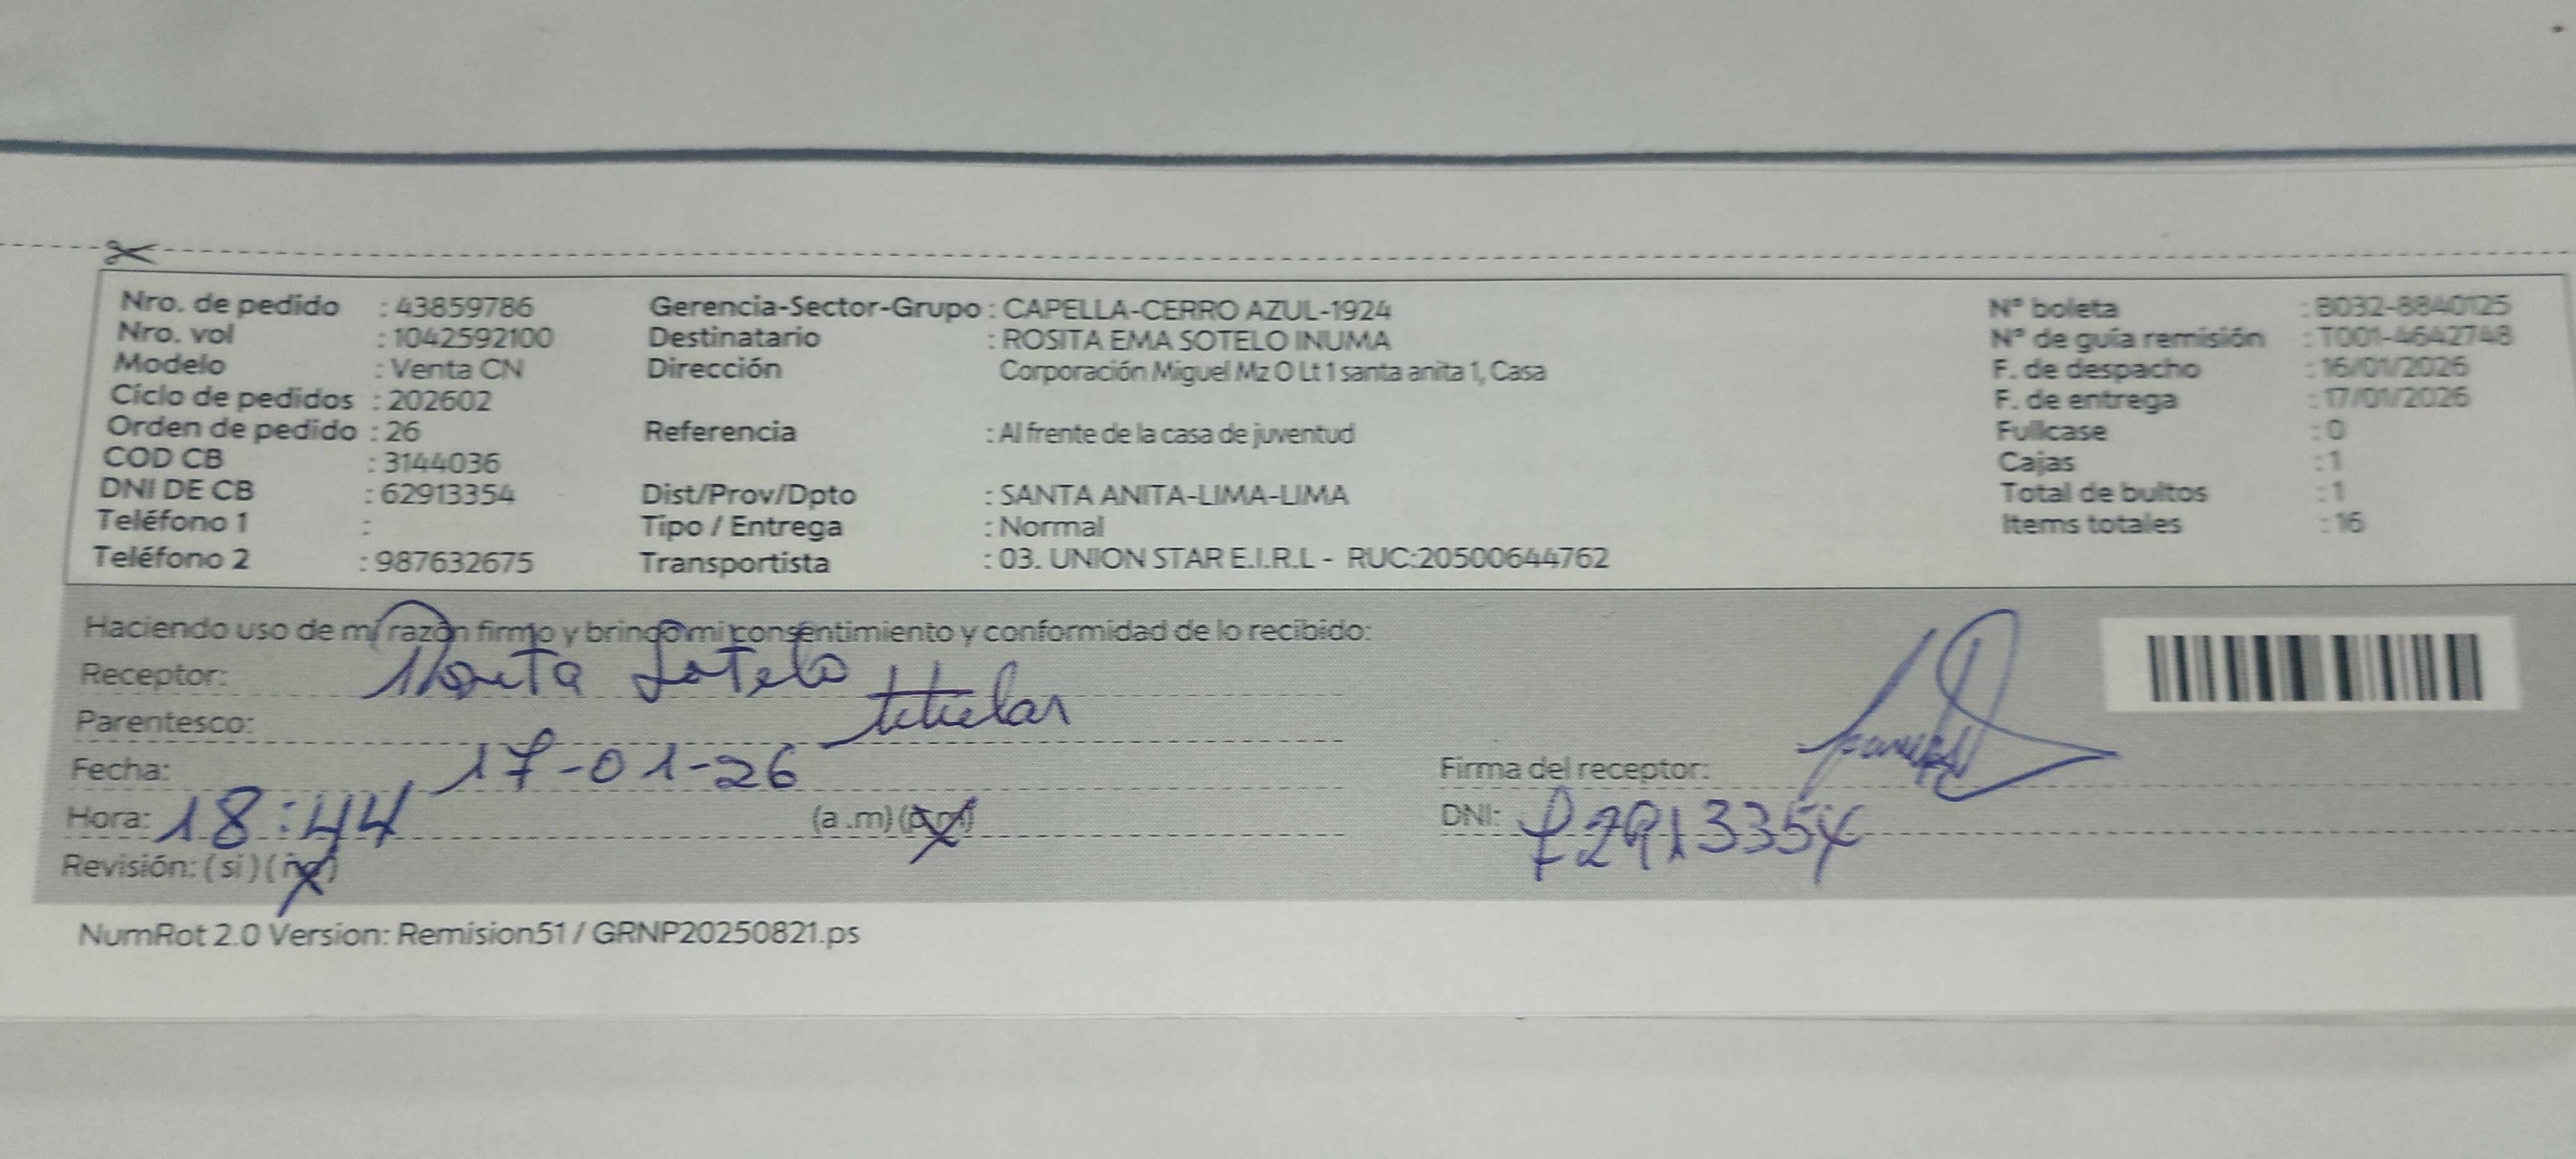 Nro. de pedido : 43859786 Gerencia-Sector-Grupo : CAPELLA-CERRO AZUL-1924 N° boleta : B032-8840125
Nro. vol : 1042592100 Destinatario : ROSITA EMA SOTELO INUMA N° de guía remisión : T001-4642748
Modelo : Venta CN Dirección Corporación Miguel Mz O Lt 1 santa anita 1, Casa F. de despacho : 16/01/2026
Ciclo de pedidos : 202602 F. de entrega : 17/01/2026
Orden de pedido : 26 Referencia : Al frente de la casa de juventud Fullcase : 0
COD CB : 3144036 Cajas : 1
DNI DE CB : 62913354 Dist/Prov/Dpto : SANTA ANITA-LIMA-LIMA Total de bultos : 1
Teléfono 1 : Tipo / Entrega : Normal Items totales : 16
Teléfono 2 : 987632675 Transportista : 03. UNION STAR E.I.R.L - RUC:20500644762
Haciendo uso de mi razón firmo y bringo mi consentimiento y conformidad de lo recibido:
Receptor: Rosita Sotelo
Parentesco: titular
Fecha: 17-01-26 Firma del receptor:
Hora: 18:44 (a .m) (p.m) DNI: 62913354
Revisión: ( si ) ( no )
NumRot 2.0 Version: Remision51 / GRNP20250821.ps